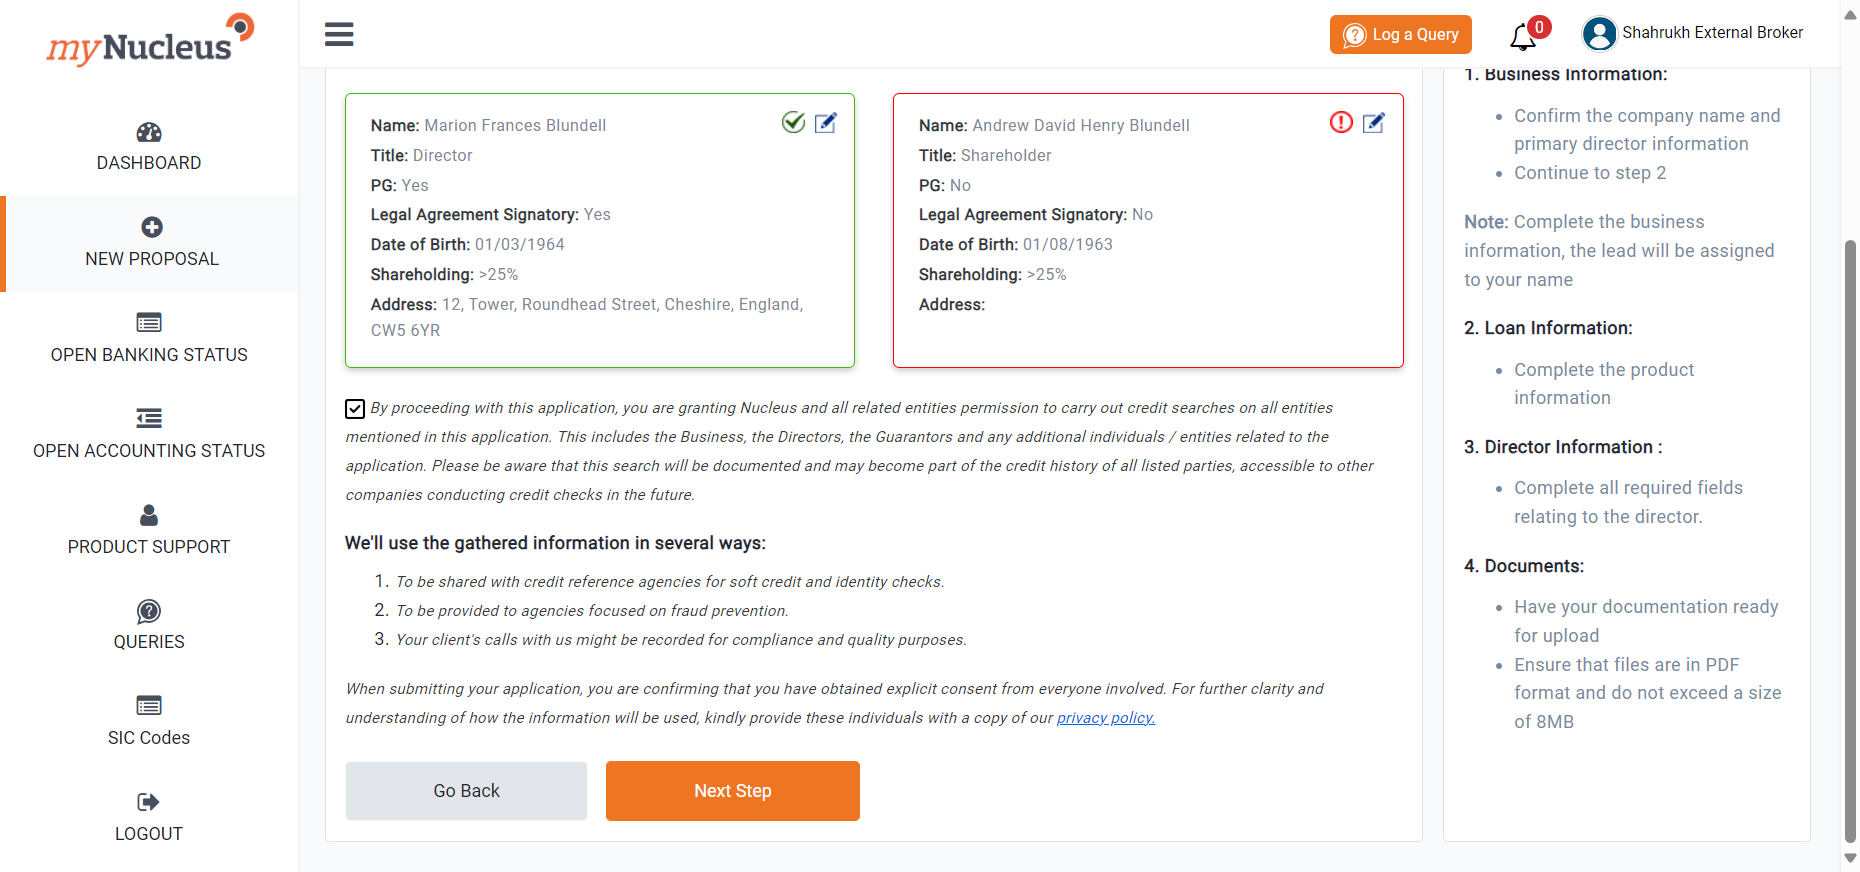 myNucleus
DASHBOARD
NEW PROPOSAL
OPEN BANKING STATUS
OPEN ACCOUNTING STATUS
PRODUCT SUPPORT
QUERIES
SIC Codes
LOGOUT
Log a Query
0
Shahrukh External Broker
Name: Marion Frances Blundell
Title: Director
PG: Yes
Legal Agreement Signatory: Yes
Date of Birth: 01/03/1964
Shareholding: >25%
Address: 12, Tower, Roundhead Street, Cheshire, England,
CW5 6YR
Name: Andrew David Henry Blundell
Title: Shareholder
PG: No
Legal Agreement Signatory: No
Date of Birth: 01/08/1963
Shareholding: >25%
Address:
By proceeding with this application, you are granting Nucleus and all related entities permission to carry out credit searches on all entities
mentioned in this application. This includes the Business, the Directors, the Guarantors and any additional individuals / entities related to the
application. Please be aware that this search will be documented and may become part of the credit history of all listed parties, accessible to other
companies conducting credit checks in the future.
We'll use the gathered information in several ways:
1. To be shared with credit reference agencies for soft credit and identity checks.
2. To be provided to agencies focused on fraud prevention.
3. Your client's calls with us might be recorded for compliance and quality purposes.
When submitting your application, you are confirming that you have obtained explicit consent from everyone involved. For further clarity and
understanding of how the information will be used, kindly provide these individuals with a copy of our privacy policy.
Go Back
Next Step
1. Business Information:
• Confirm the company name and
primary director information
• Continue to step 2
Note: Complete the business
information, the lead will be assigned
to your name
2. Loan Information:
• Complete the product
information
3. Director Information :
• Complete all required fields
relating to the director.
4. Documents:
• Have your documentation ready
for upload
• Ensure that files are in PDF
format and do not exceed a size
of 8MB